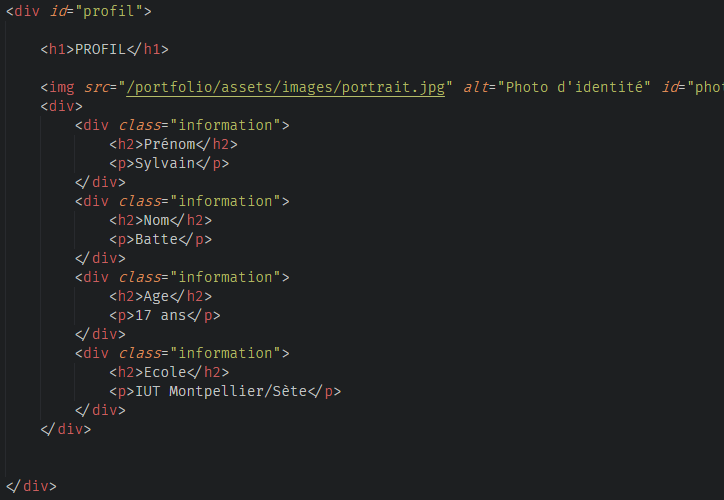 <div id="profil">
<h1>PROFIL</h1>
<img src="/portfolio/assets/images/portrait.jpg" alt="Photo d'identité" id="phot
<div>
<div class="information">
<h2>Prénom</h2>
<p>Sylvain</p>
</div>
<div class="information">
<h2>Nom</h2>
<p>Batte</p>
</div>
<div class="information">
<h2>Age</h2>
<p>17 ans</p>
</div>
<div class="information">
<h2>Ecole</h2>
<p>IUT Montpellier/Sète</p>
</div>
</div>
</div>